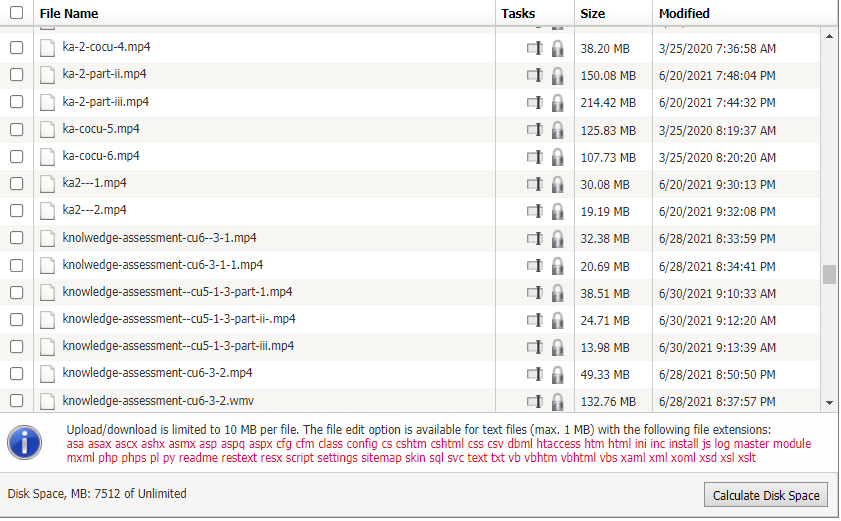 File Name Tasks Size Modified
ka-2-cocu-4.mp4 38.20 MB 3/25/2020 7:36:58 AM
ka-2-part-ii.mp4 150.08 MB 6/20/2021 7:48:04 PM
ka-2-part-iii.mp4 214.42 MB 6/20/2021 7:44:32 PM
ka-cocu-5.mp4 125.83 MB 3/25/2020 8:19:37 AM
ka-cocu-6.mp4 107.73 MB 3/25/2020 8:20:20 AM
ka2---1.mp4 30.08 MB 6/20/2021 9:30:13 PM
ka2---2.mp4 19.19 MB 6/20/2021 9:32:08 PM
knolwedge-assessment-cu6--3-1.mp4 32.38 MB 6/28/2021 8:33:59 PM
knolwedge-assessment-cu6-3-1-1.mp4 20.69 MB 6/28/2021 8:34:41 PM
knowledge-assessment--cu5-1-3-part-1.mp4 38.51 MB 6/30/2021 9:10:33 AM
knowledge-assessment--cu5-1-3-part-ii-.mp4 24.71 MB 6/30/2021 9:12:20 AM
knowledge-assessment--cu5-1-3-part-iii.mp4 13.98 MB 6/30/2021 9:13:39 AM
knowledge-assessment-cu6-3-2.mp4 49.33 MB 6/28/2021 8:50:50 PM
knowledge-assessment-cu6-3-2.wmv 132.76 MB 6/28/2021 8:37:57 PM
Upload/download is limited to 10 MB per file. The file edit option is available for text files (max. 1 MB) with the following file extensions:
asa asax ascx ashx asmx asp aspq aspx cfg cfm class config cs cshtm cshtml css csv dbml htaccess htm html ini inc install js log master module
mxml php phps pl py readme restext resx script settings sitemap skin sql svc text txt vb vbhtm vbhtml vbs xaml xml xoml xsd xsl xslt
Disk Space, MB: 7512 of Unlimited
Calculate Disk Space